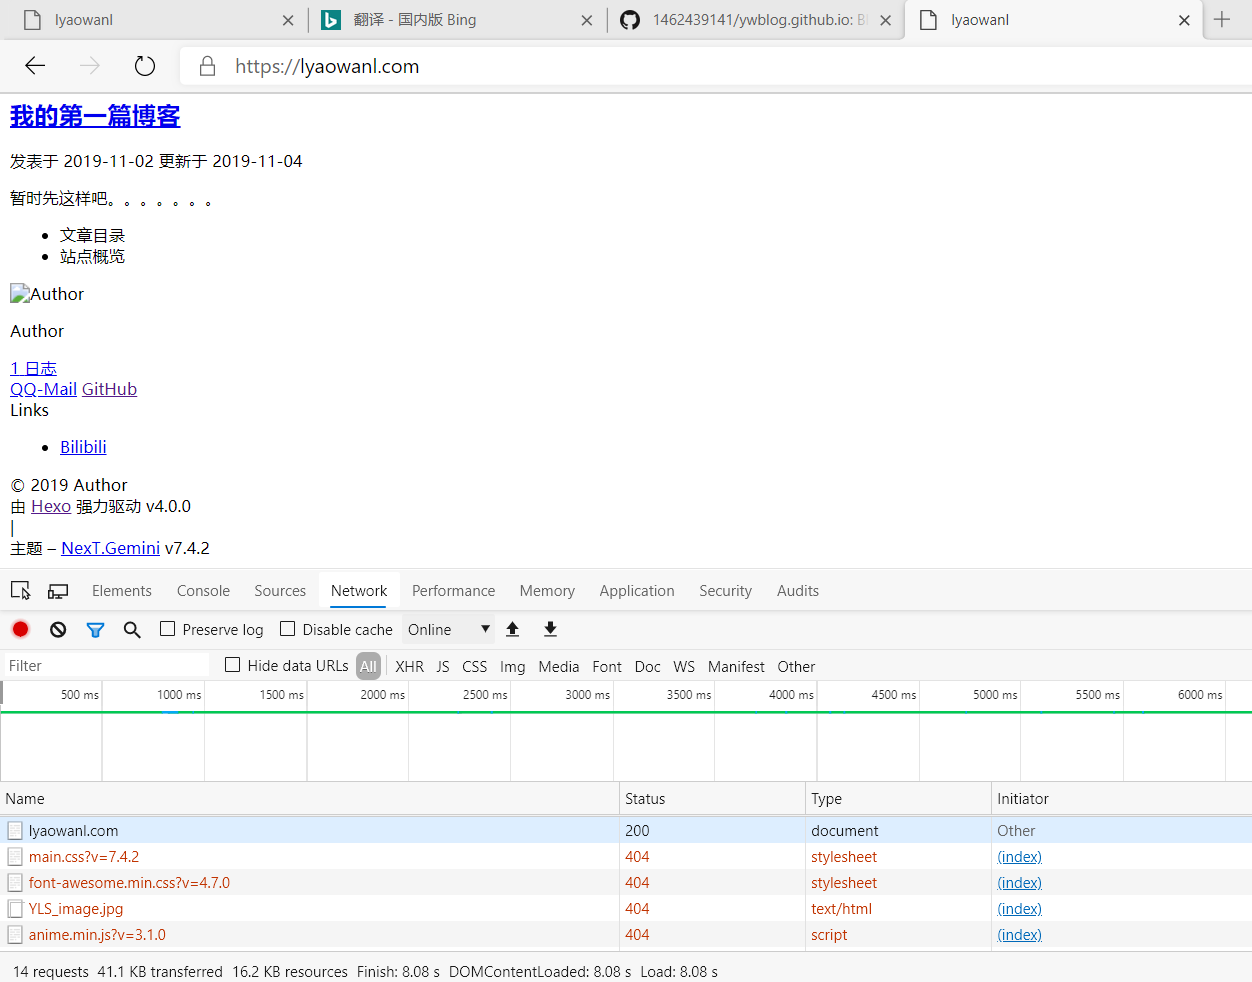 lyaowanl
翻译 - 国内版 Bing
1462439141/ywblog.github.io: Bl
lyaowanl
https://lyaowanl.com
我的第一篇博客
发表于 2019-11-02 更新于 2019-11-04
暂时先这样吧。。。。。。。
文章目录
站点概览
Author
Author
1 日志
QQ-Mail GitHub
Links
Bilibili
© 2019 Author
由 Hexo 强力驱动 v4.0.0
|
主题 – NexT.Gemini v7.4.2
Elements Console Sources Network Performance Memory Application Security Audits
Preserve log Disable cache Online
Filter Hide data URLs All XHR JS CSS Img Media Font Doc WS Manifest Other
500 ms 1000 ms 1500 ms 2000 ms 2500 ms 3000 ms 3500 ms 4000 ms 4500 ms 5000 ms 5500 ms 6000 ms
Name Status Type Initiator
lyaowanl.com 200 document Other
main.css?v=7.4.2 404 stylesheet (index)
font-awesome.min.css?v=4.7.0 404 stylesheet (index)
YLS_image.jpg 404 text/html (index)
anime.min.js?v=3.1.0 404 script (index)
14 requests 41.1 KB transferred 16.2 KB resources Finish: 8.08 s DOMContentLoaded: 8.08 s Load: 8.08 s